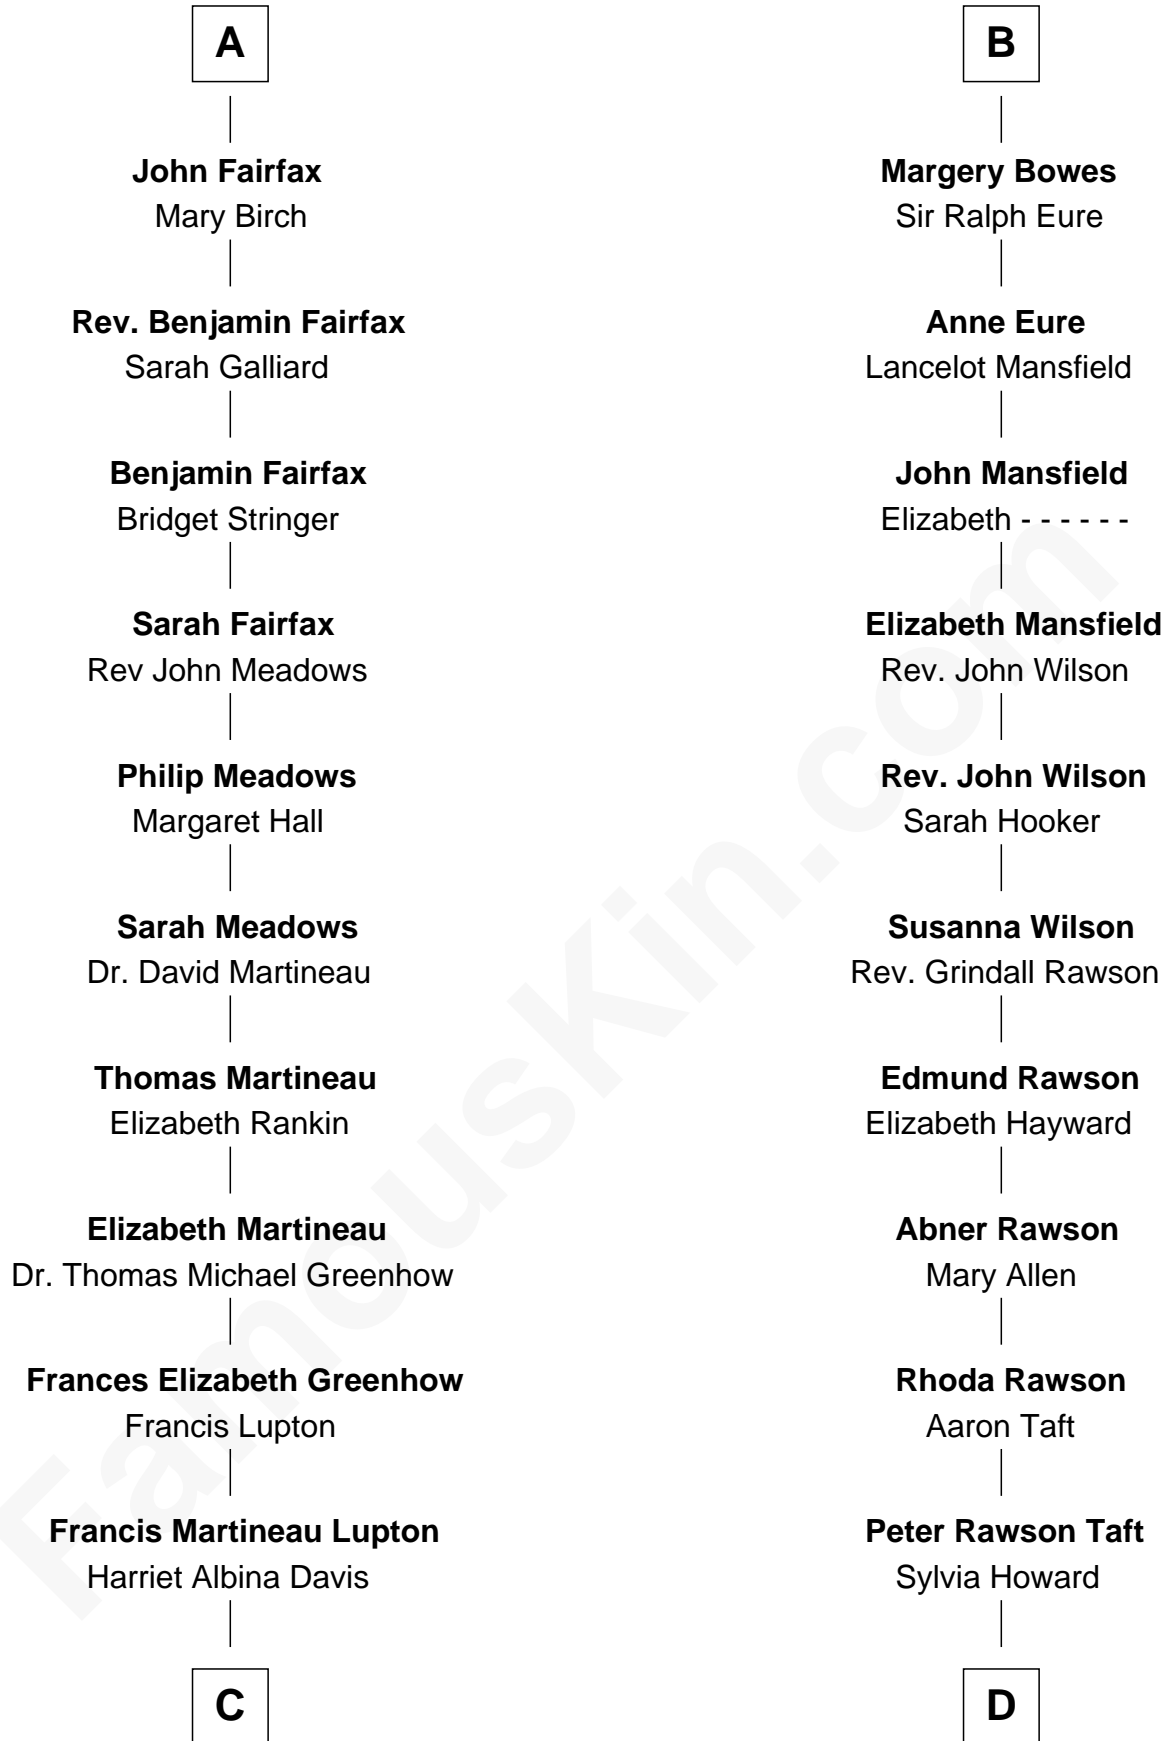 A
John Fairfax
Mary Birch
Rev. Benjamin Fairfax
Sarah Galliard
Benjamin Fairfax
Bridget Stringer
Sarah Fairfax
Rev John Meadows
Philip Meadows
Margaret Hall
Sarah Meadows
Dr. David Martineau
Thomas Martineau
Elizabeth Rankin
Elizabeth Martineau
Dr. Thomas Michael Greenhow
Frances Elizabeth Greenhow
Francis Lupton
Francis Martineau Lupton
Harriet Albina Davis
C
B
Margery Bowes
Sir Ralph Eure
Anne Eure
Lancelot Mansfield
John Mansfield
Elizabeth - - - - - -
Elizabeth Mansfield
Rev. John Wilson
Rev. John Wilson
Sarah Hooker
Susanna Wilson
Rev. Grindall Rawson
Edmund Rawson
Elizabeth Hayward
Abner Rawson
Mary Allen
Rhoda Rawson
Aaron Taft
Peter Rawson Taft
Sylvia Howard
D
FamousKin.com